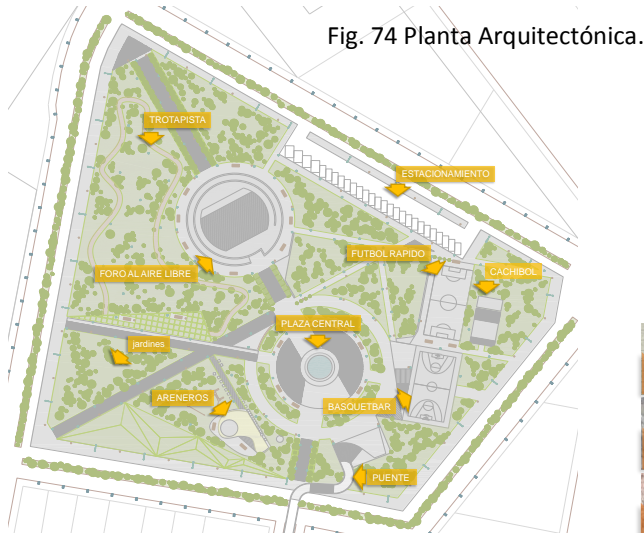 Fig. 74 Planta Arquitectónica.
TROTAPISTA
ESTACIONAMIENTO
FUTBOL RAPIDO
CACHIBOL
FORO AL AIRE LIBRE
PLAZA CENTRAL
jardines
ARENEROS
BASQUETBAR
PUENTE